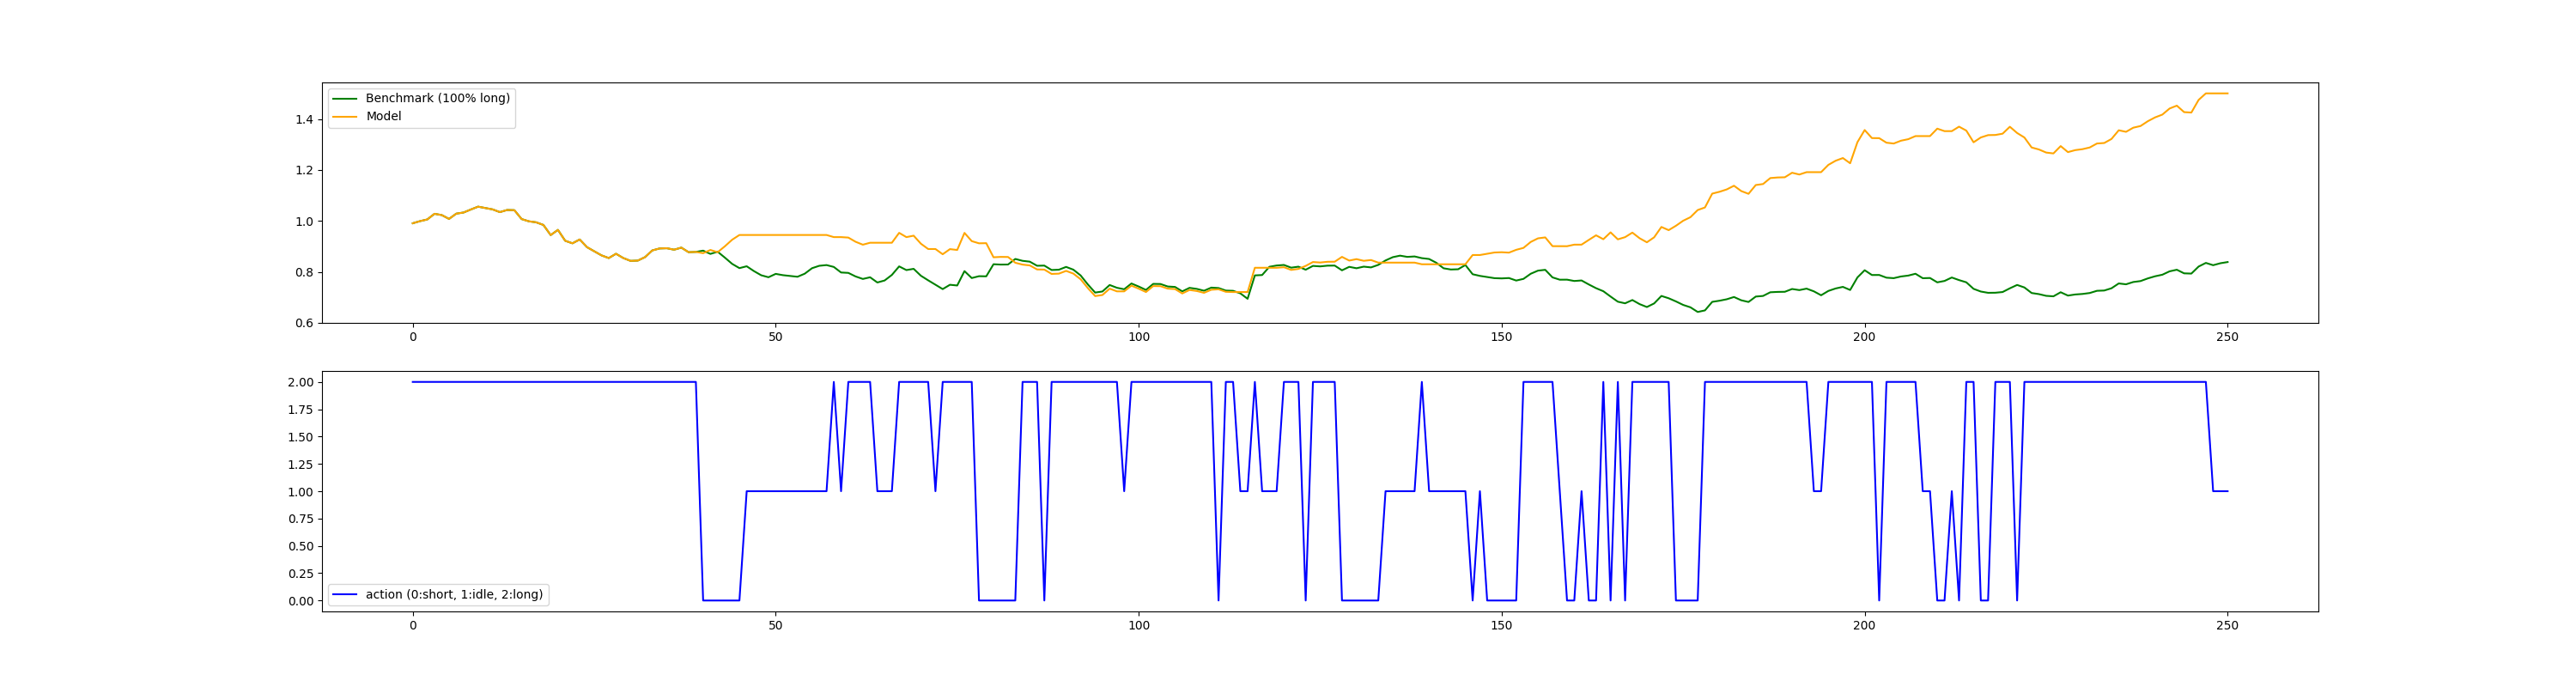 Benchmark (100% long)
Model
1.4
1.2
1.0
0.8
0.6
0 50 100 150 200 250
2.00
1.75
1.50
1.25
1.00
0.75
0.50
0.25
0.00
action (0:short, 1:idle, 2:long)
0 50 100 150 200 250